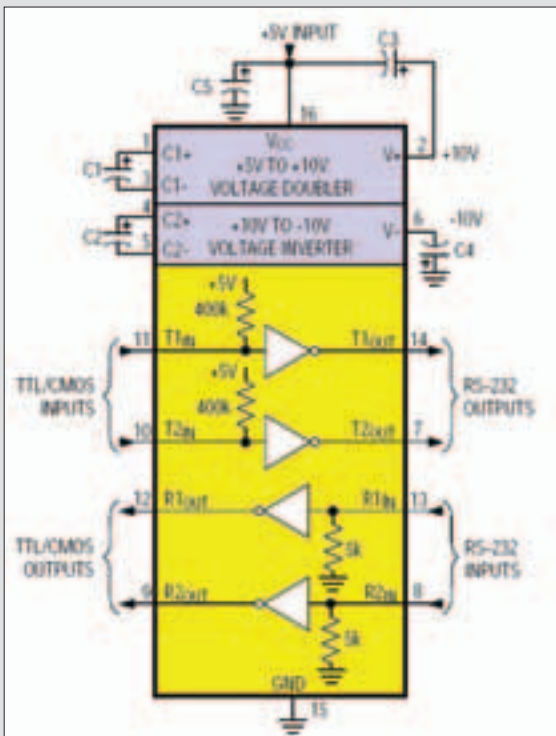 +5V INPUT
C3
C5
16
1
C1+
VCC
V+
2
+10V
C1
+5V TO +10V
3
C1-
VOLTAGE DOUBLER
4
C2+
+10V TO -10V
V-
6
-10V
C2
5
C2-
VOLTAGE INVERTER
C4
+5V
400k
11
T1IN
T1OUT
14
+5V
TTL/CMOS
INPUTS
400k
RS-232
OUTPUTS
10
T2IN
T2OUT
7
12
R1OUT
R1IN
13
TTL/CMOS
OUTPUTS
5k
RS-232
INPUTS
9
R2OUT
R2IN
8
5k
GND
15